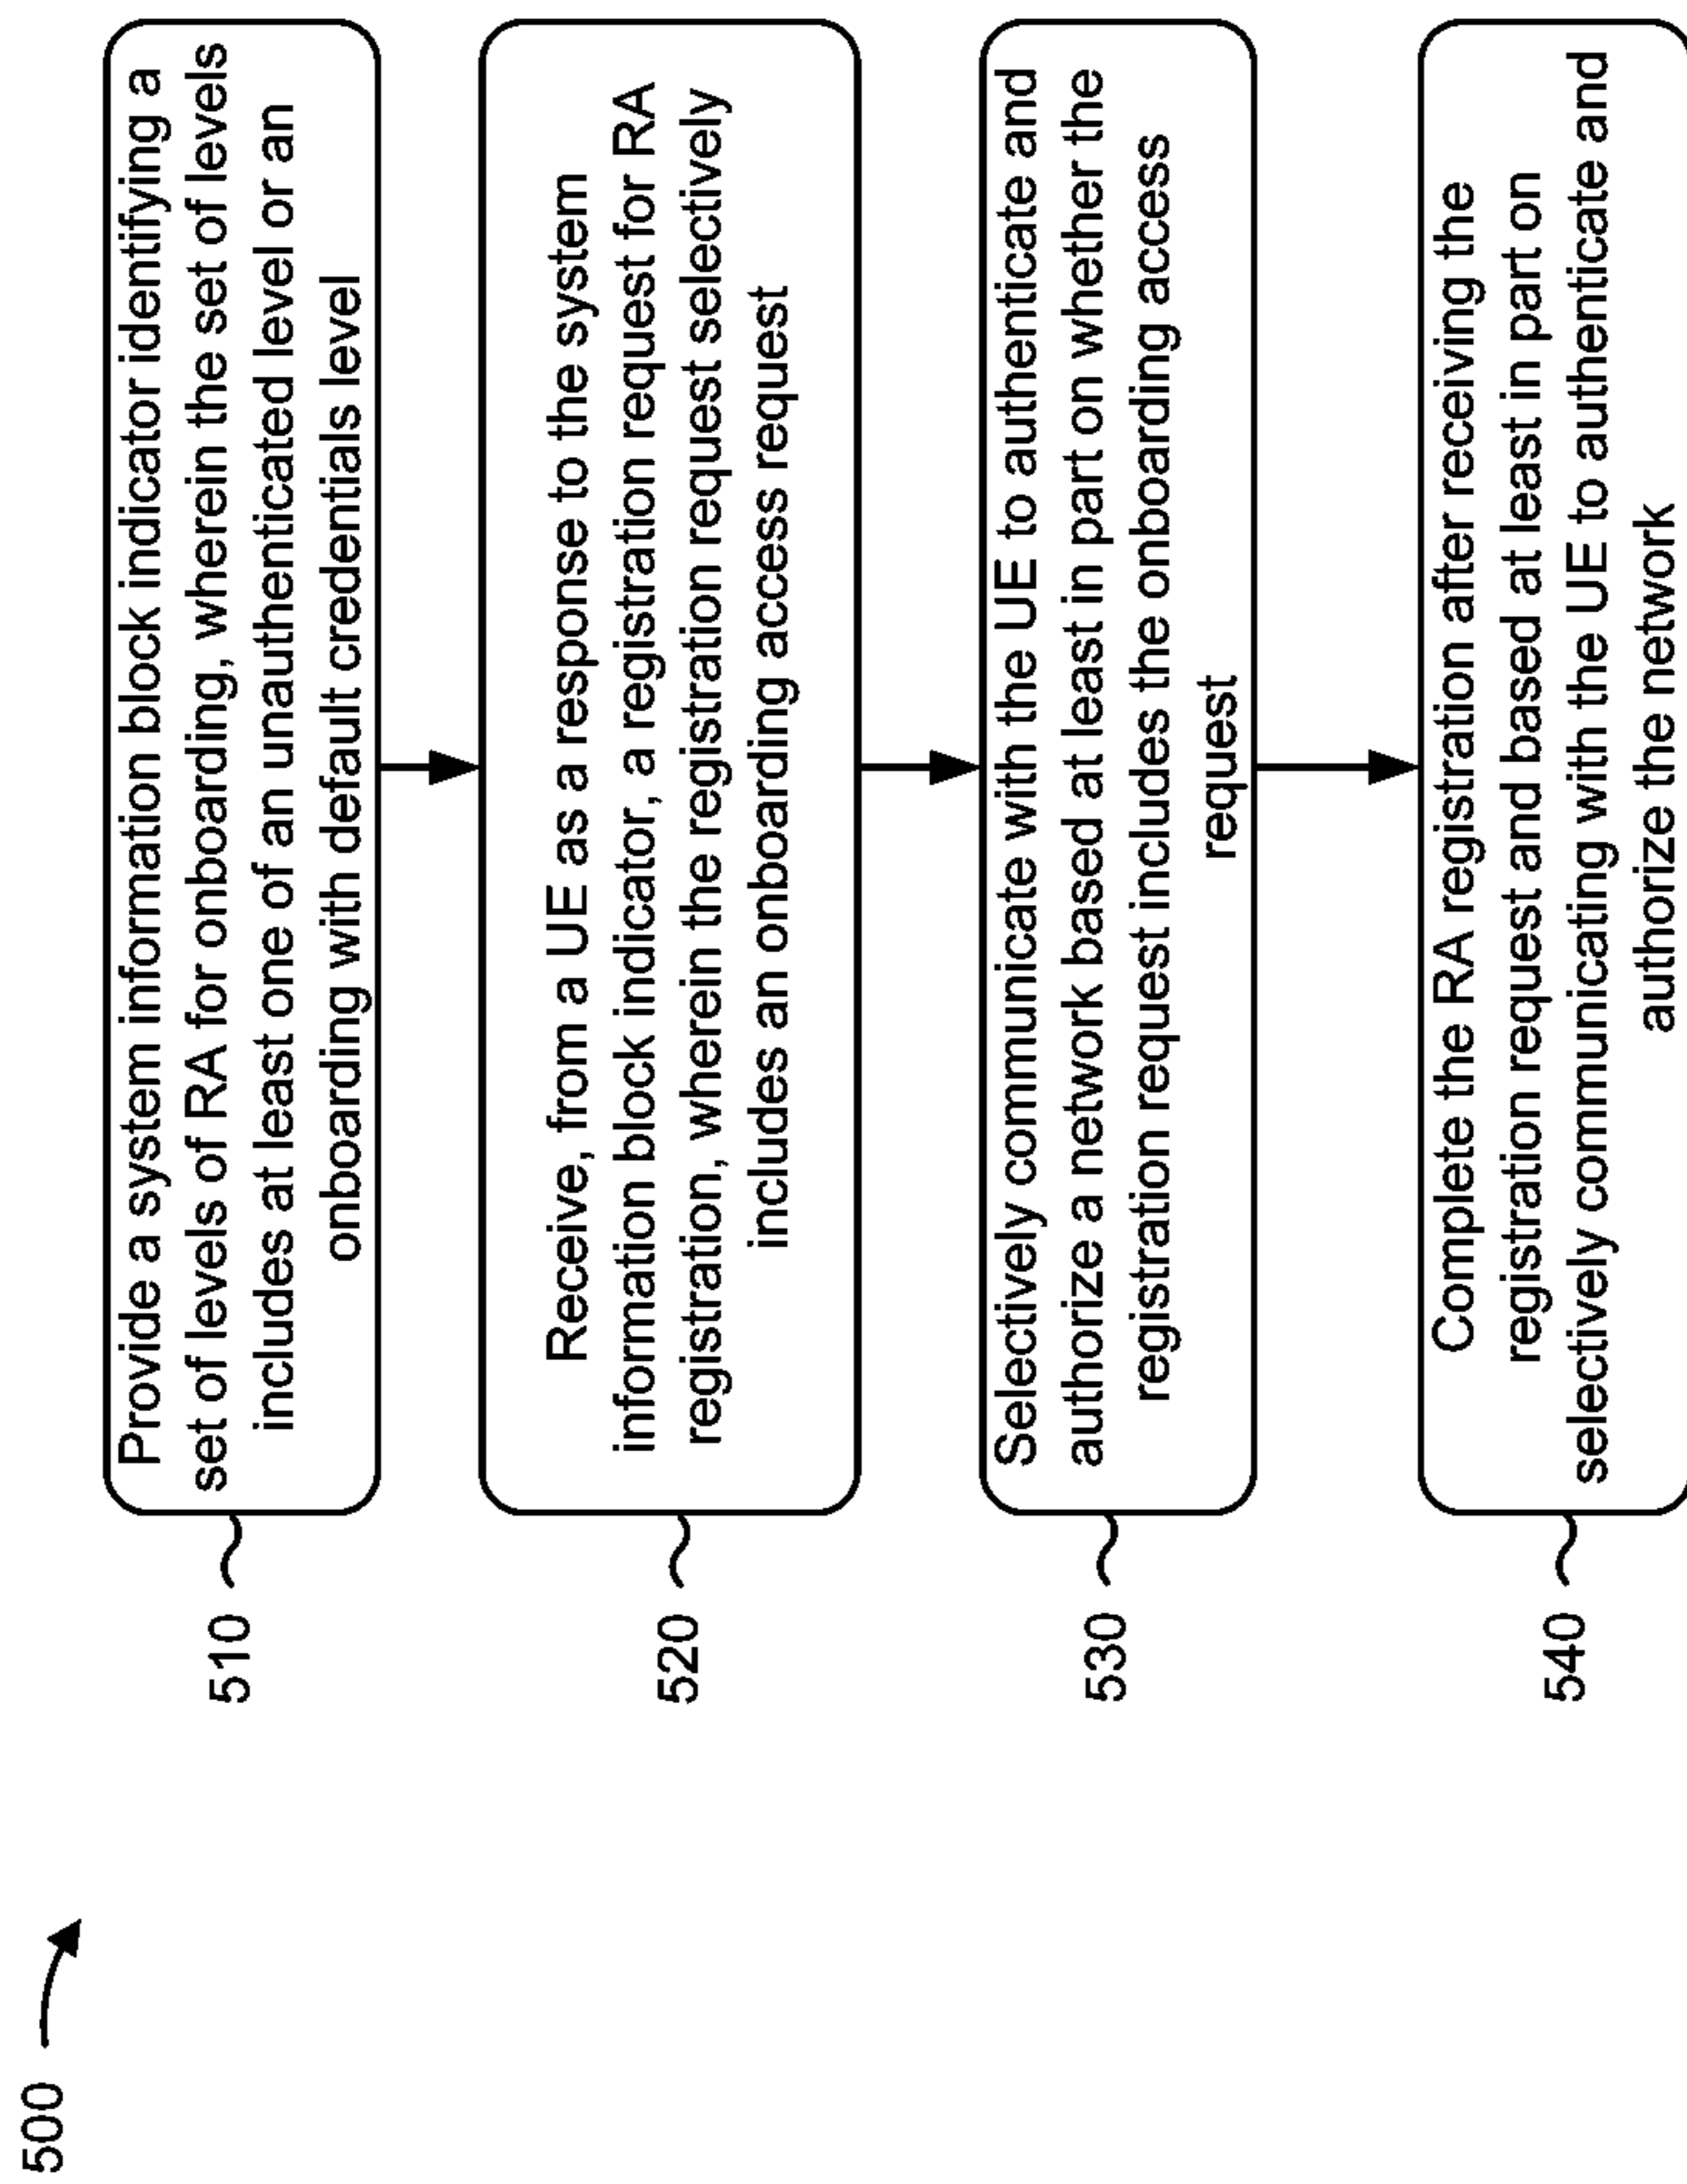 500
510
Provide a system information block indicator identifying a
set of levels of RA for onboarding, wherein the set of levels
includes at least one of an unauthenticated level or an
onboarding with default credentials level
520
Receive, from a UE as a response to the system
information block indicator, a registration request for RA
registration, wherein the registration request selectively
includes an onboarding access request
530
Selectively communicate with the UE to authenticate and
authorize a network based at least in part on whether the
registration request includes the onboarding access
request
540
Complete the RA registration after receiving the
registration request and based at least in part on
selectively communicating with the UE to authenticate and
authorize the network